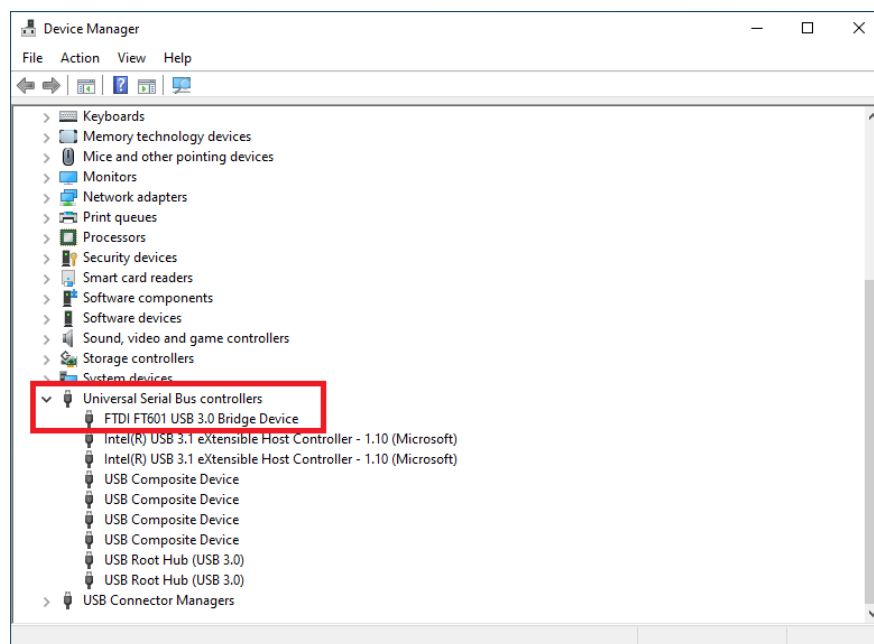 Device Manager
File Action View Help
Keyboards
Memory technology devices
Mice and other pointing devices
Monitors
Network adapters
Print queues
Processors
Security devices
Smart card readers
Software components
Software devices
Sound, video and game controllers
Storage controllers
System devices
Universal Serial Bus controllers
FTDI FT601 USB 3.0 Bridge Device
Intel(R) USB 3.1 eXtensible Host Controller - 1.10 (Microsoft)
Intel(R) USB 3.1 eXtensible Host Controller - 1.10 (Microsoft)
USB Composite Device
USB Composite Device
USB Composite Device
USB Composite Device
USB Root Hub (USB 3.0)
USB Root Hub (USB 3.0)
USB Connector Managers